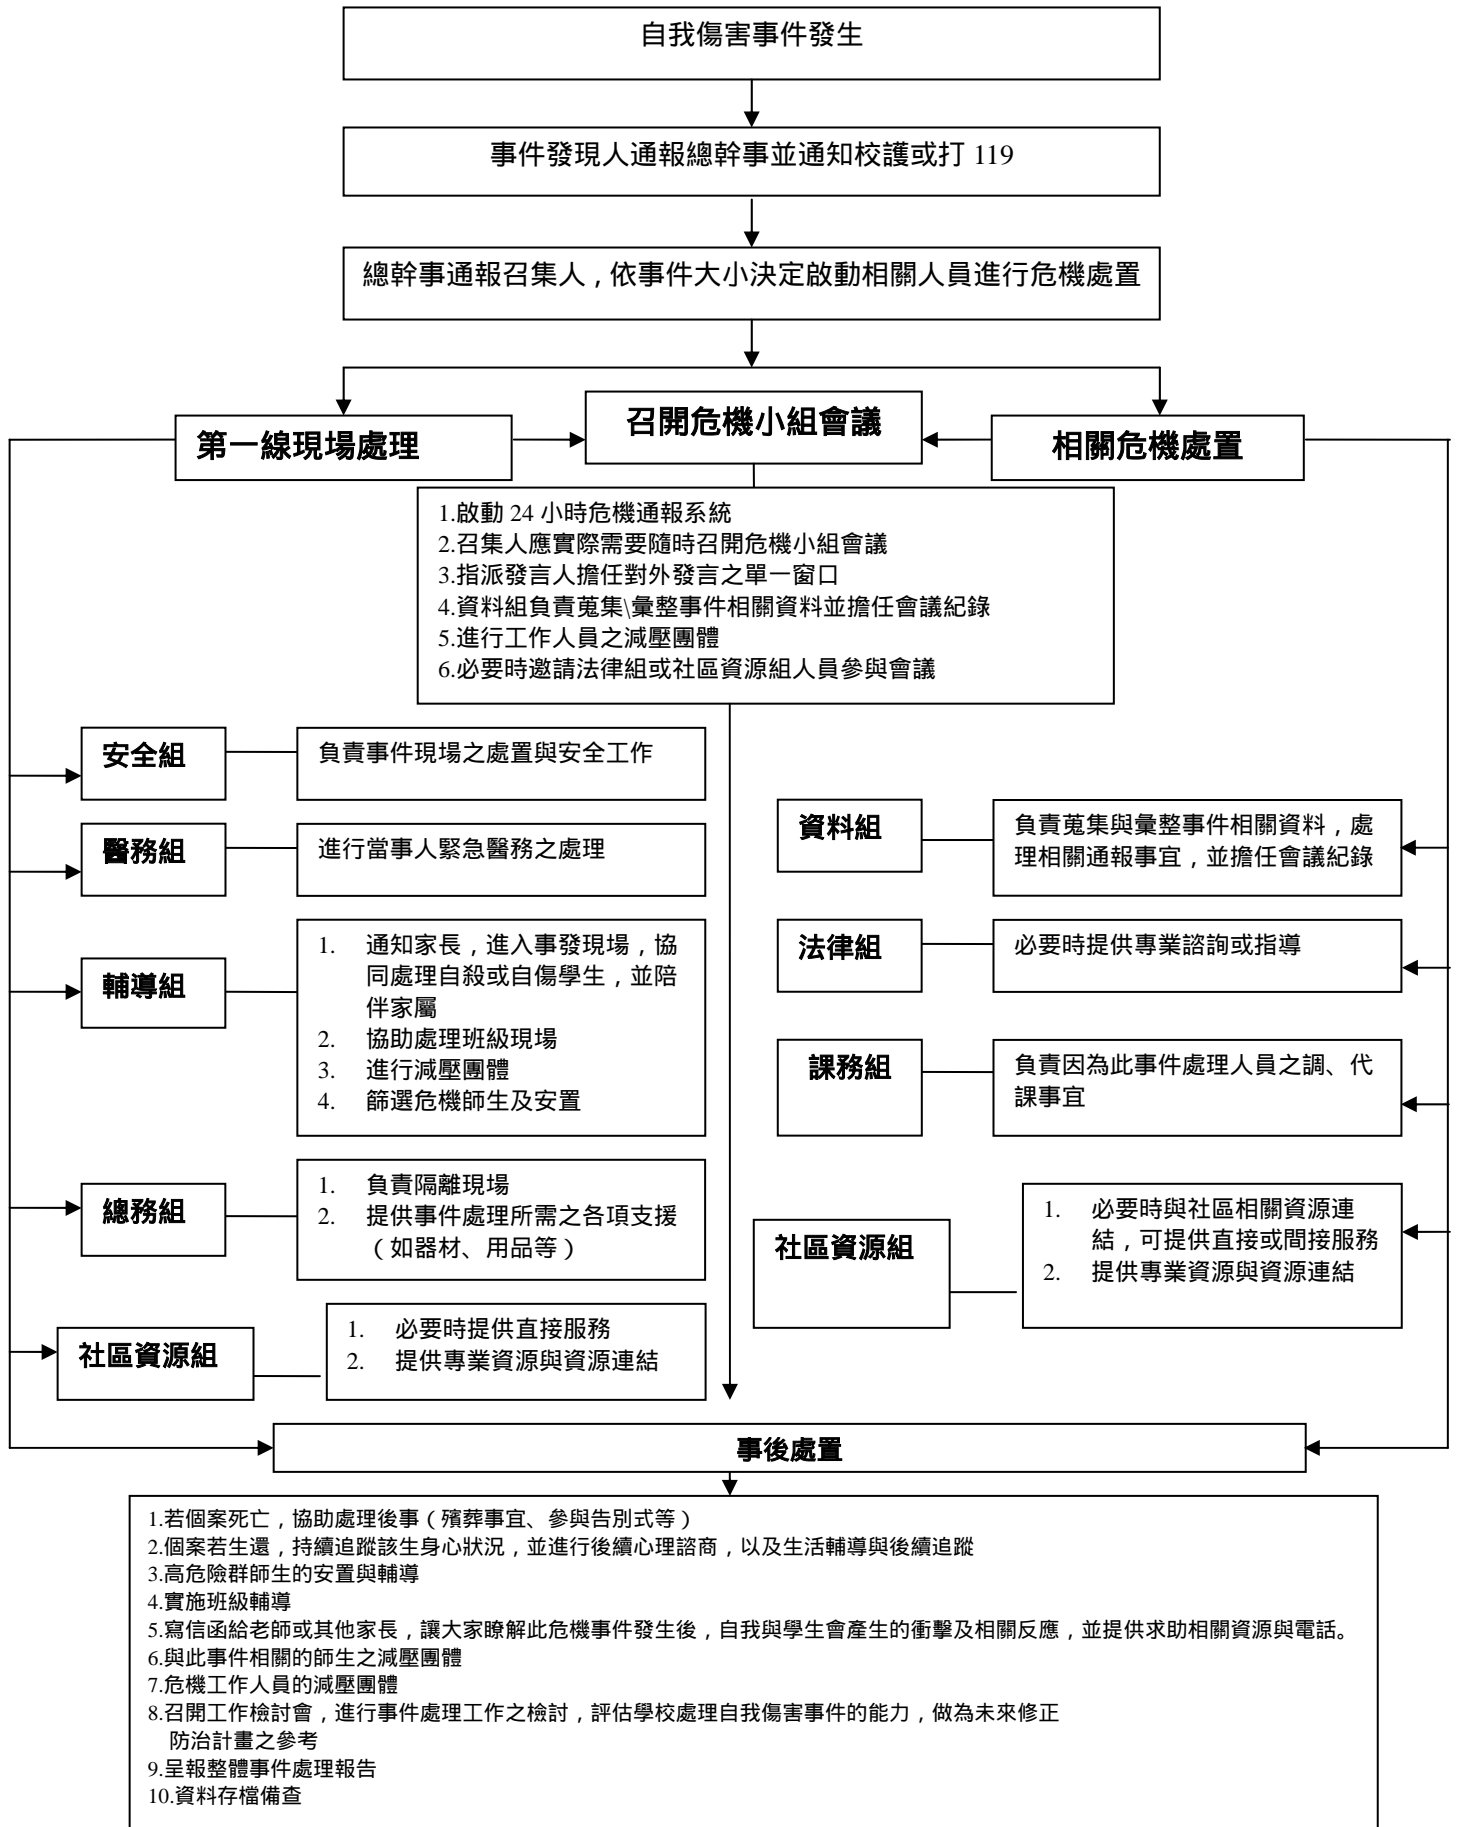 自我傷害事件發生
事件發現人通報總幹事並通知校護或打 119
總幹事通報召集人，依事件大小決定啟動相關人員進行危機處置
第一線現場處理
召開危機小組會議
相關危機處置
1.啟動 24 小時危機通報系統
2.召集人應實際需要隨時召開危機小組會議
3.指派發言人擔任對外發言之單一窗口
4.資料組負責蒐集\彙整事件相關資料並擔任會議紀錄
5.進行工作人員之減壓團體
6.必要時邀請法律組或社區資源組人員參與會議
安全組
負責事件現場之處置與安全工作
醫務組
進行當事人緊急醫務之處理
輔導組
1. 通知家長，進入事發現場，協
同處理自殺或自傷學生，並陪
伴家屬
2. 協助處理班級現場
3. 進行減壓團體
4. 篩選危機師生及安置
總務組
1. 負責隔離現場
2. 提供事件處理所需之各項支援
（如器材、用品等）
社區資源組
1. 必要時提供直接服務
2. 提供專業資源與資源連結
資料組
負責蒐集與彙整事件相關資料，處
理相關通報事宜，並擔任會議紀錄
法律組
必要時提供專業諮詢或指導
課務組
負責因為此事件處理人員之調、代
課事宜
社區資源組
1. 必要時與社區相關資源連
結，可提供直接或間接服務
2. 提供專業資源與資源連結
事後處置
1.若個案死亡，協助處理後事（殯葬事宜、參與告別式等）
2.個案若生還，持續追蹤該生身心狀況，並進行後續心理諮商，以及生活輔導與後續追蹤
3.高危險群師生的安置與輔導
4.實施班級輔導
5.寫信函給老師或其他家長，讓大家瞭解此危機事件發生後，自我與學生會產生的衝擊及相關反應，並提供求助相關資源與電話。
6.與此事件相關的師生之減壓團體
7.危機工作人員的減壓團體
8.召開工作檢討會，進行事件處理工作之檢討，評估學校處理自我傷害事件的能力，做為未來修正
防治計畫之參考
9.呈報整體事件處理報告
10.資料存檔備查